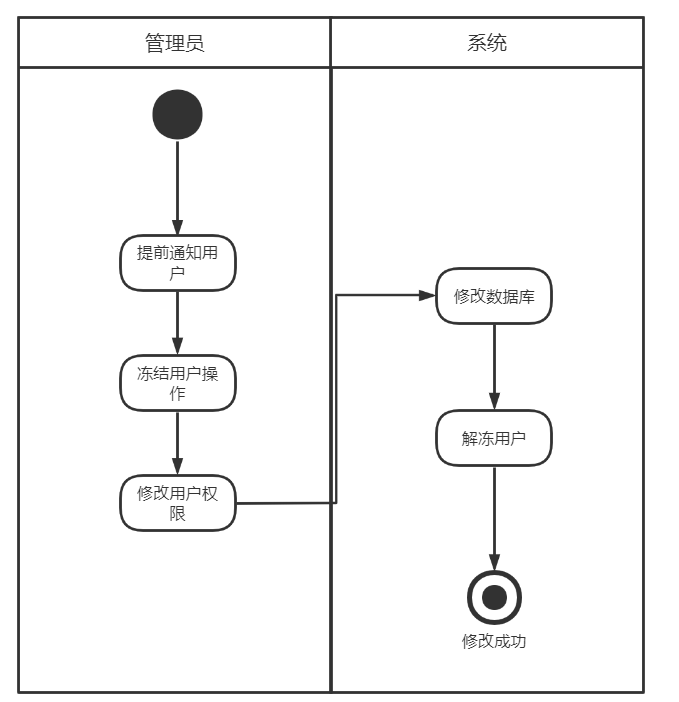 管理员
系统
提前通知用
户
冻结用户操
作
修改用户权
限
修改数据库
解冻用户
修改成功